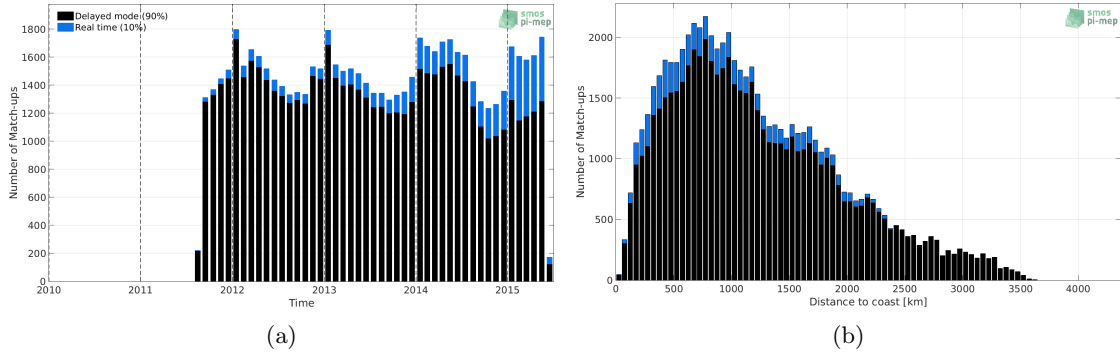 Delayed mode (90%)
Real time (10%)
smos
pi-mep
Number of Match-ups
1800
1600
1400
1200
1000
800
600
400
200
0
2010
2011
2012
2013
2014
2015
Time
(a)
smos
pi-mep
Number of Match-ups
2000
1500
1000
500
0
0
500
1000
1500
2000
2500
3000
3500
4000
Distance to coast [km]
(b)